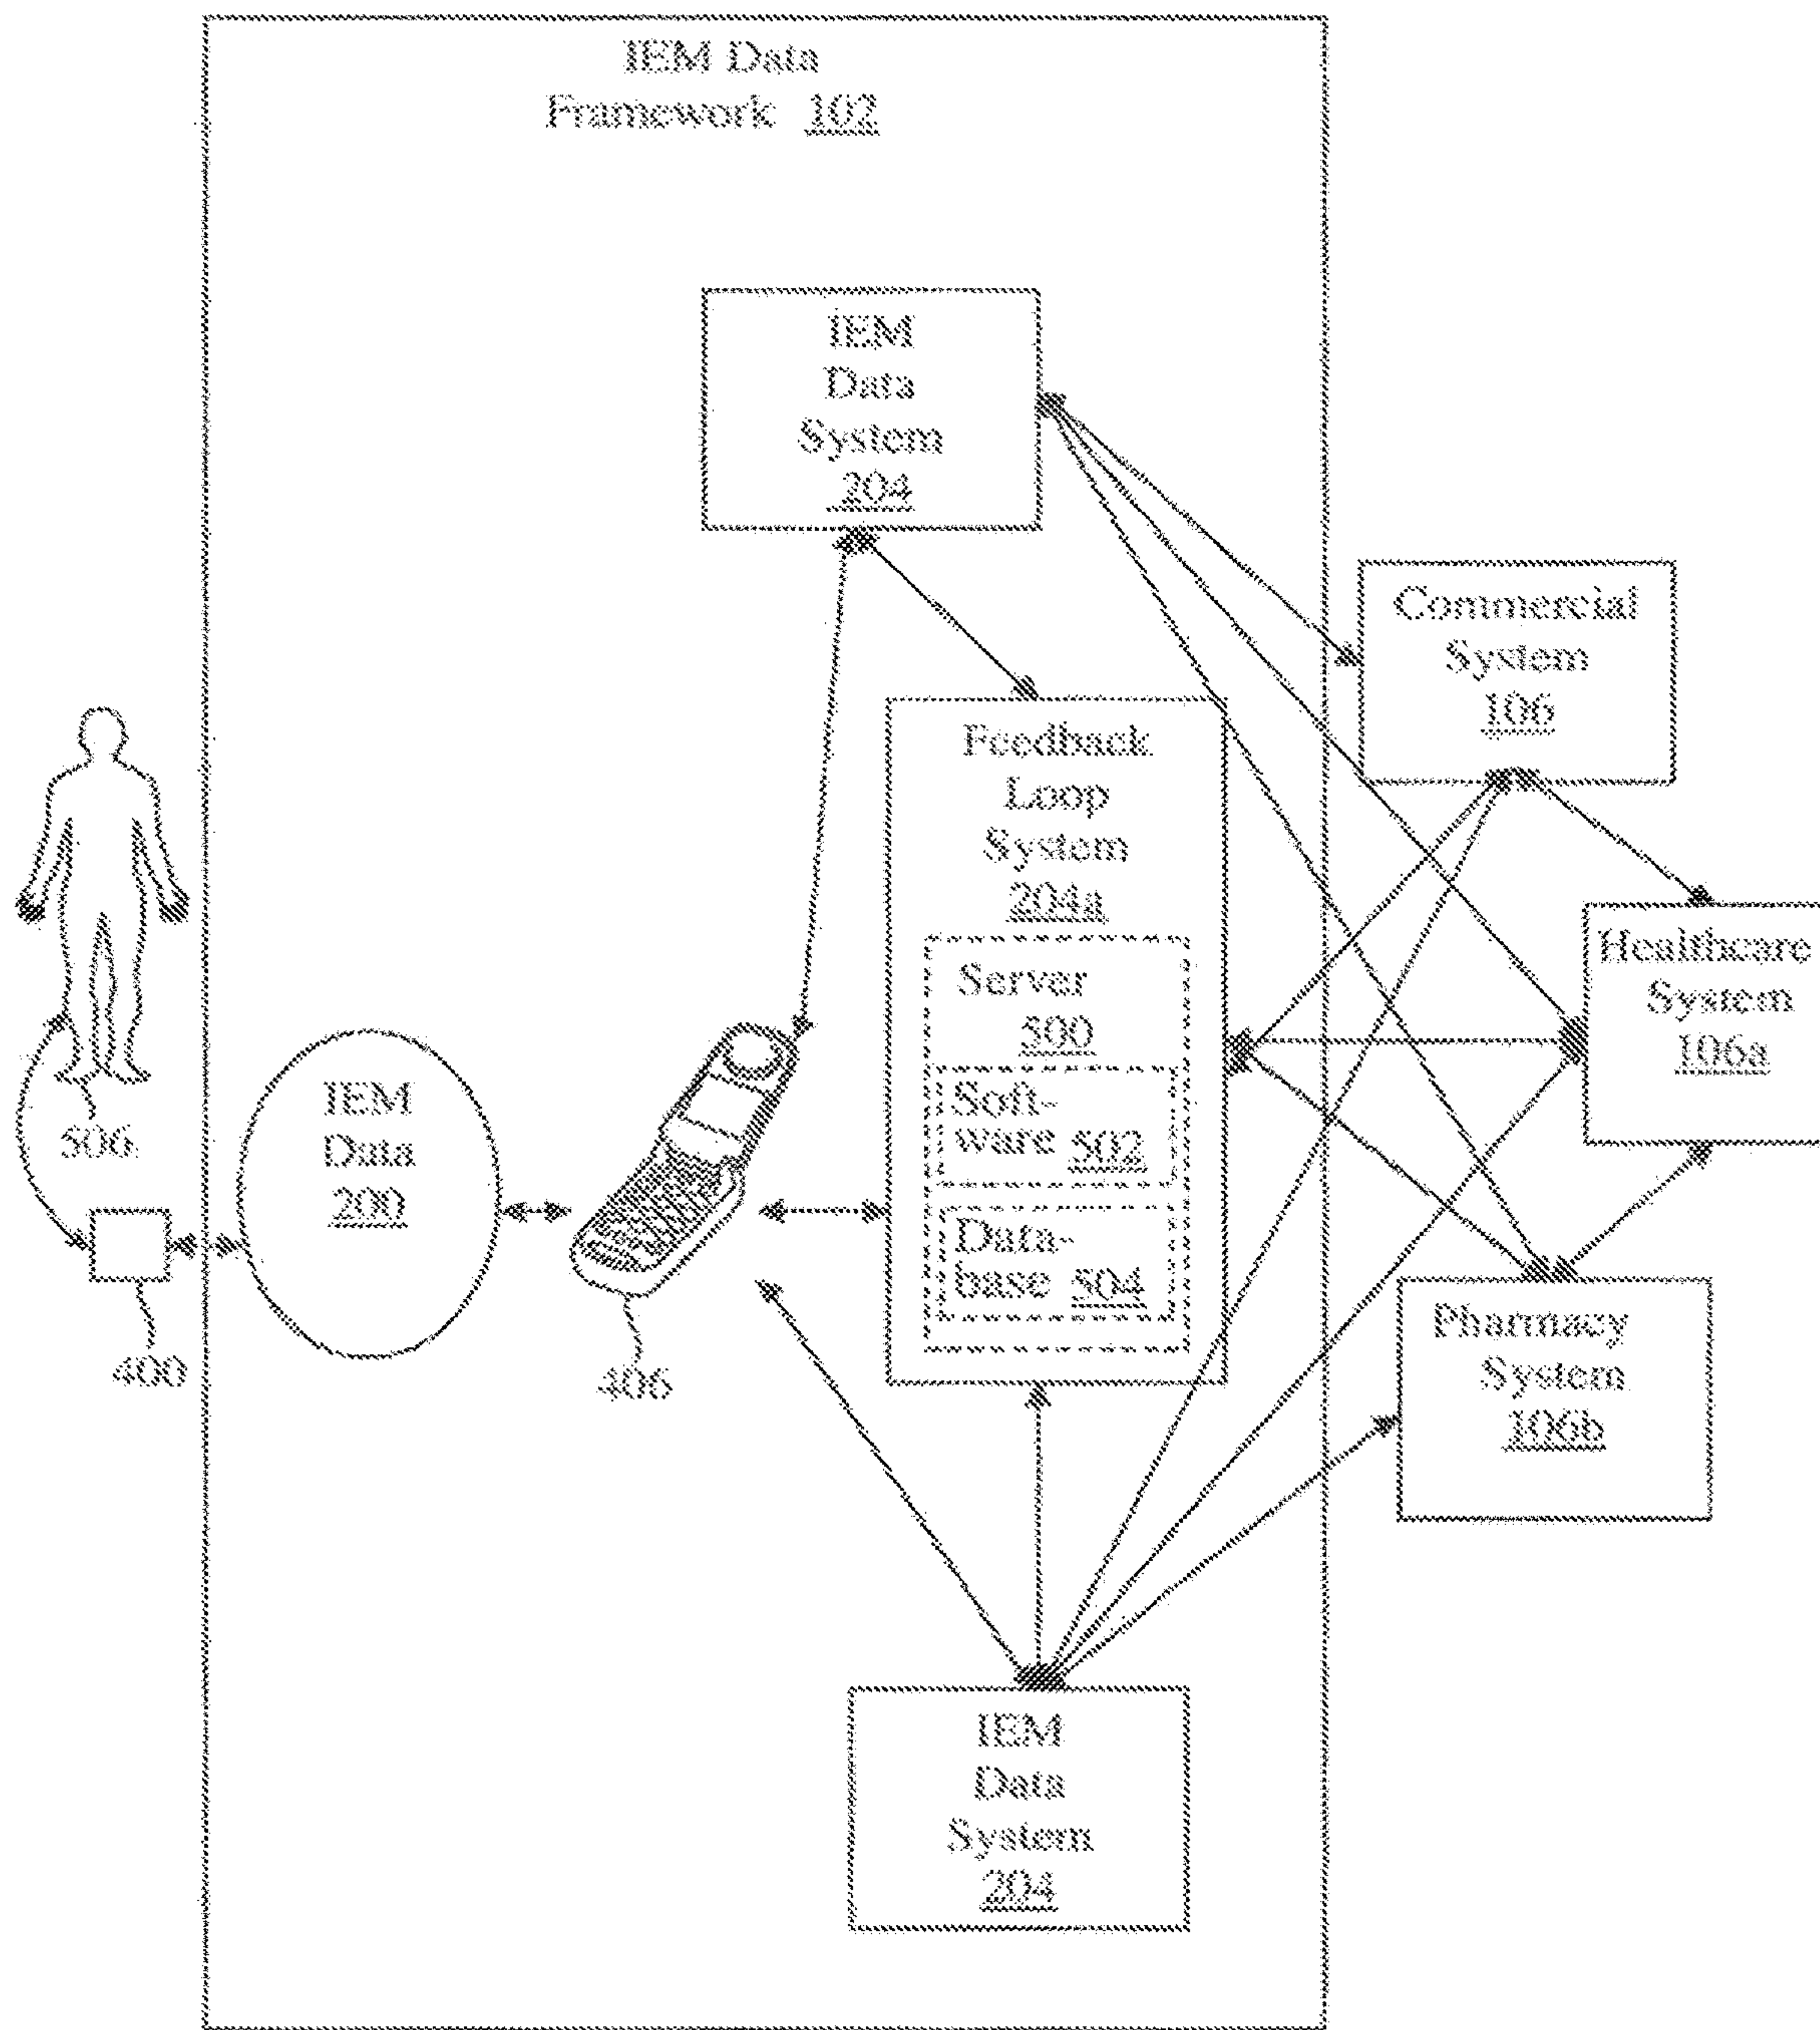 IEM Data
Framework 102
IEM
Data
System
204
Commercial
System
106
Feedback
Loop
System
204a
Server
500
Soft-
ware 502
Data-
base 504
Healthcare
System
106a
506
IEM
Data
200
400
406
Pharmacy
System
106b
IEM
Data
System
204